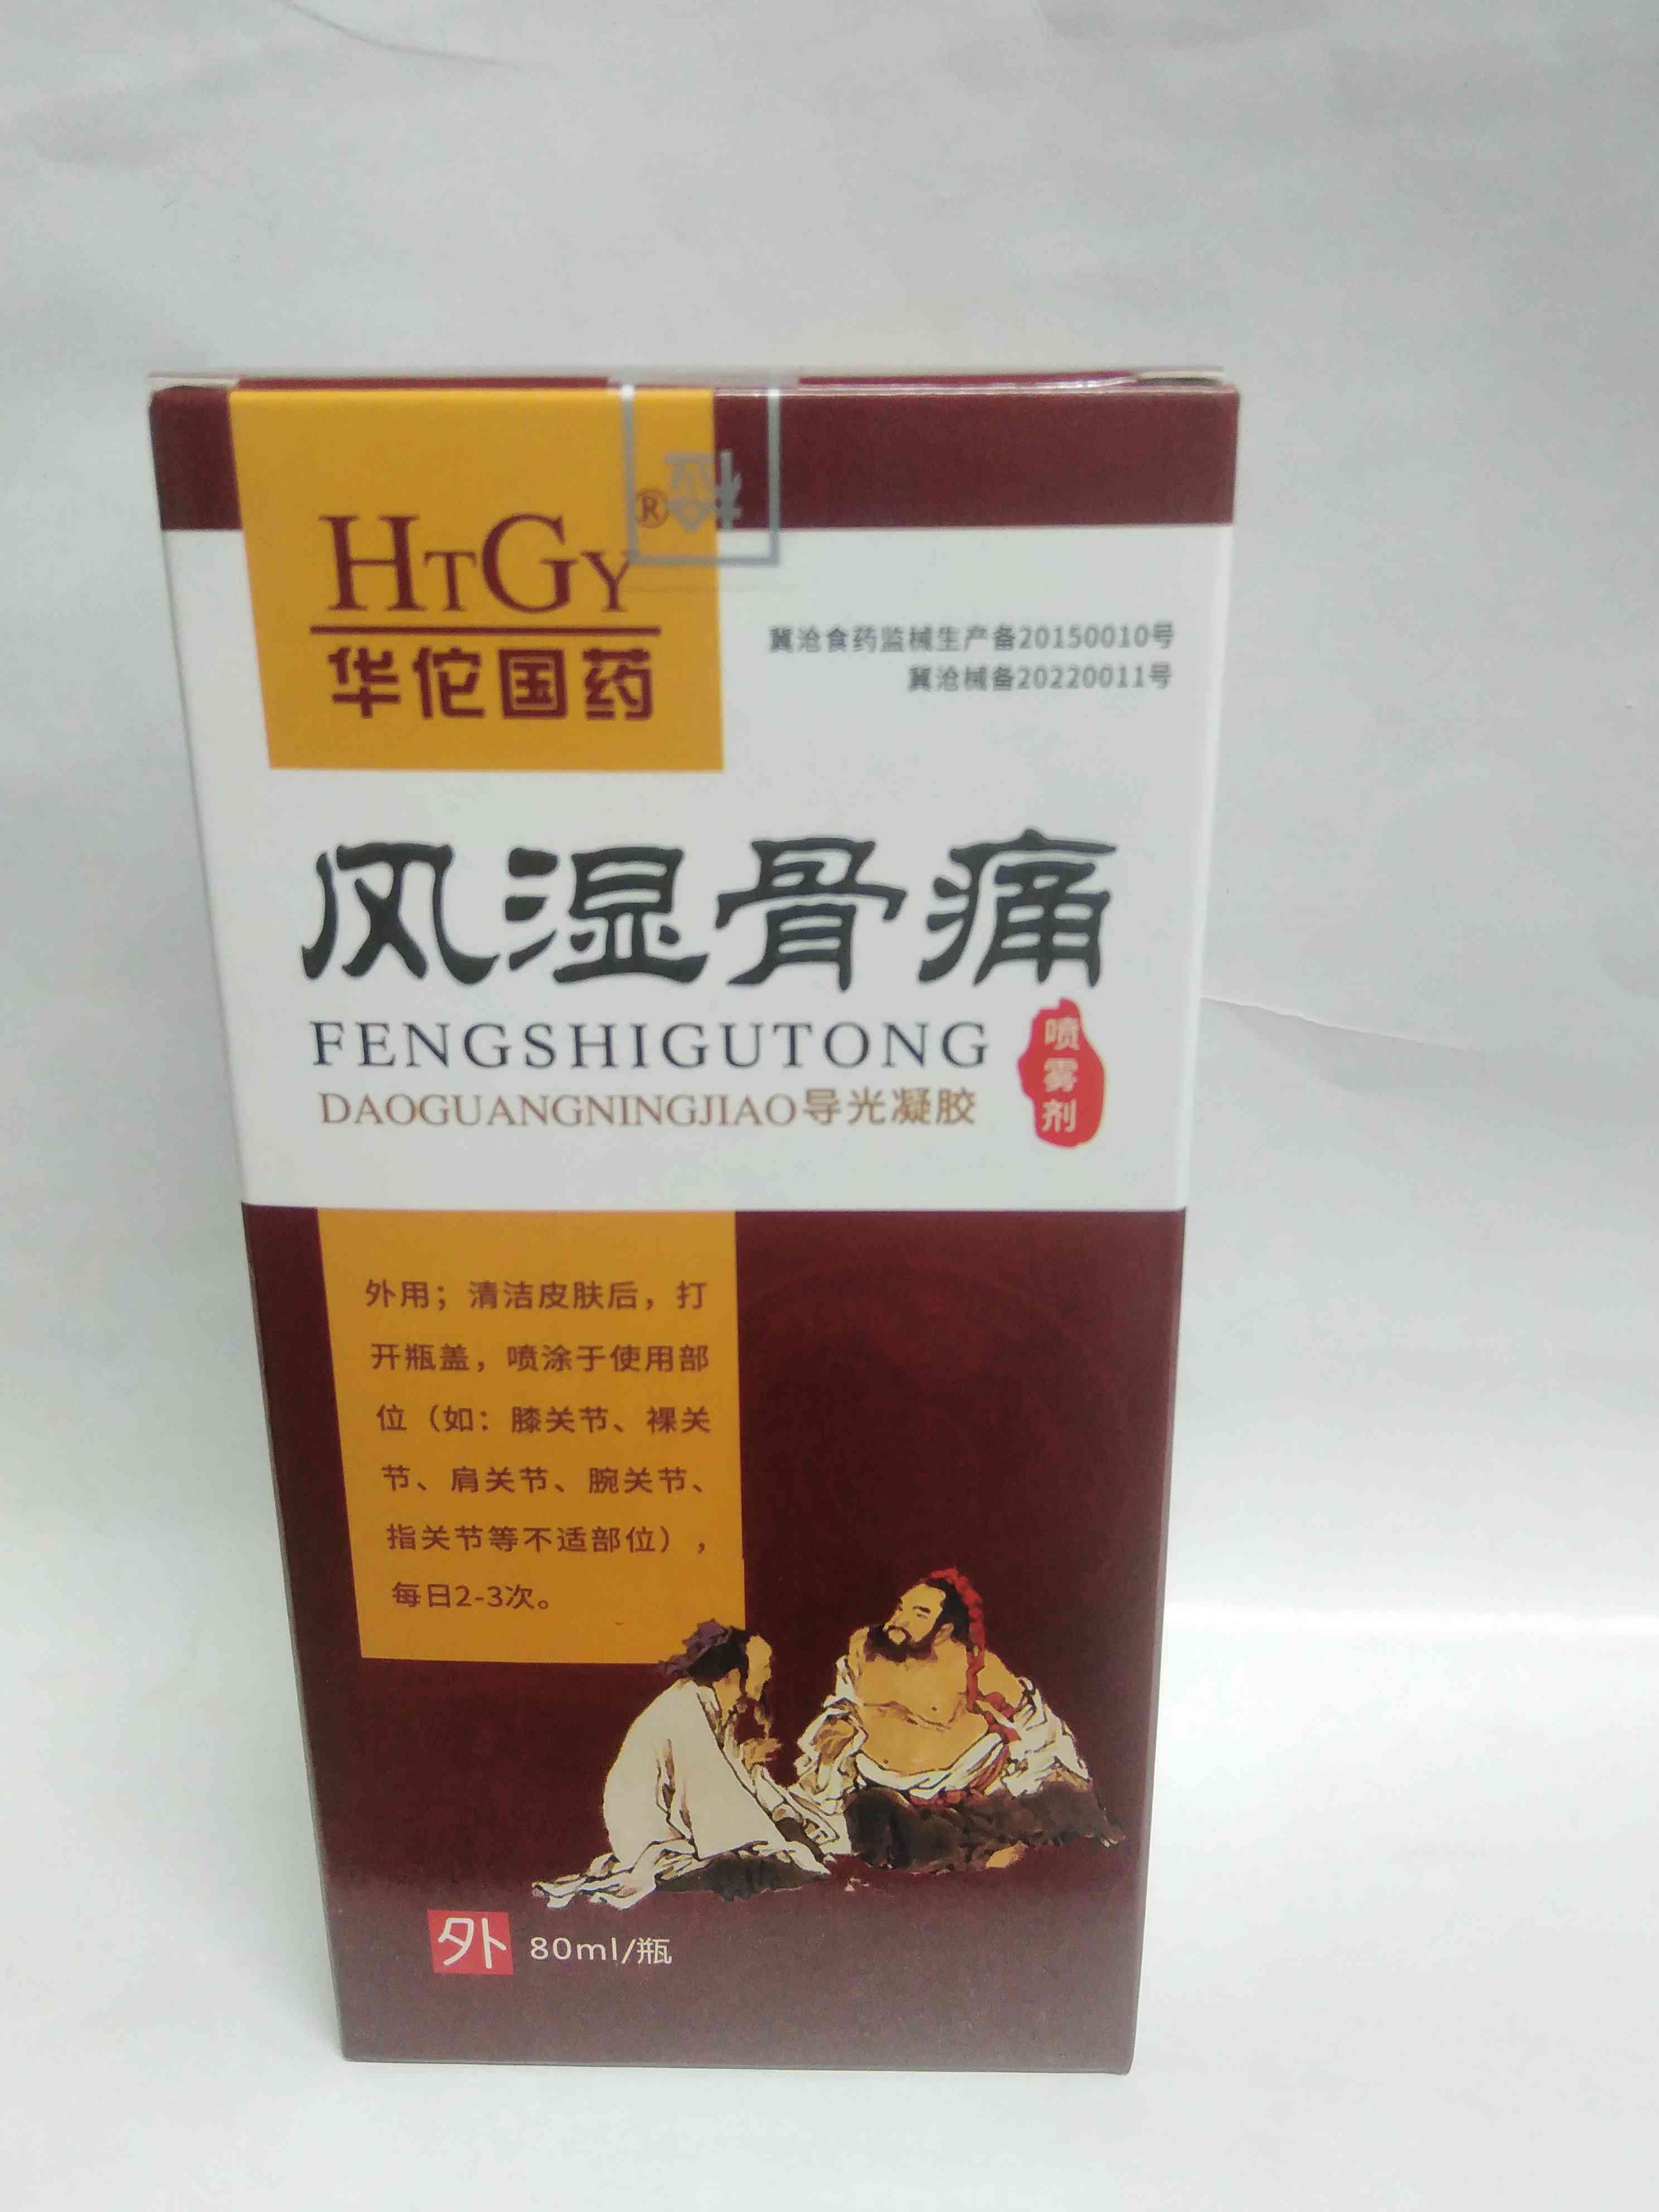 HTGY®
检
华佗国药
冀沧食药监械生产备20150010号
冀沧械备20220011号
风湿骨痛
FENGSHIGUTONG
DAOGUANGNINGJIAO导光凝胶
喷雾剂
外用；清洁皮肤后，打
开瓶盖，喷涂于使用部
位（如：膝关节、裸关
节、肩关节、腕关节、
指关节等不适部位），
每日2-3次。
外 80ml/瓶